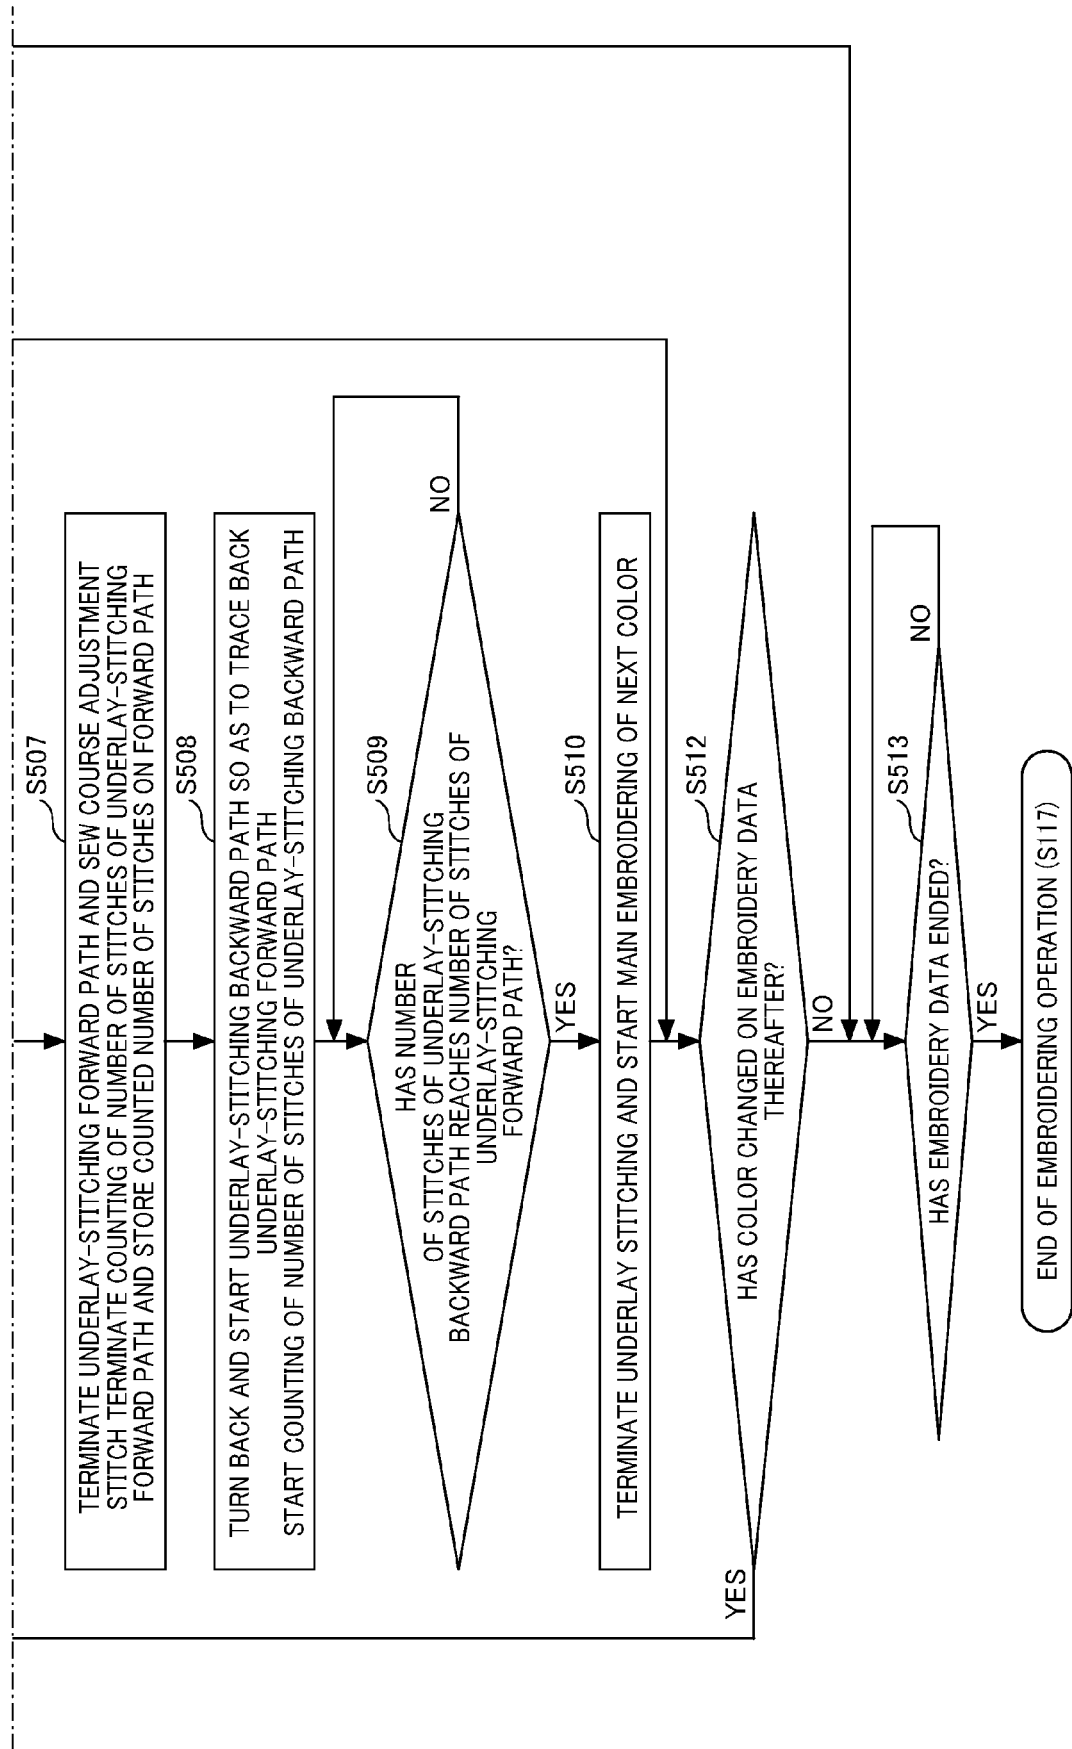 S507
TERMINATE UNDERLAY-STITCHING FORWARD PATH AND SEW COURSE ADJUSTMENT
STITCH TERMINATE COUNTING OF NUMBER OF STITCHES OF UNDERLAY-STITCHING
FORWARD PATH AND STORE COUNTED NUMBER OF STITCHES ON FORWARD PATH
S508
TURN BACK AND START UNDERLAY-STITCHING BACKWARD PATH SO AS TO TRACE BACK
UNDERLAY-STITCHING FORWARD PATH
START COUNTING OF NUMBER OF STITCHES OF UNDERLAY-STITCHING BACKWARD PATH
S509
HAS NUMBER
OF STITCHES OF UNDERLAY-STITCHING
BACKWARD PATH REACHES NUMBER OF STITCHES OF
UNDERLAY-STITCHING
FORWARD PATH?
NO
YES
S510
TERMINATE UNDERLAY STITCHING AND START MAIN EMBROIDERING OF NEXT COLOR
S512
HAS COLOR CHANGED ON EMBROIDERY DATA
THEREAFTER?
YES
NO
S513
HAS EMBROIDERY DATA ENDED?
NO
YES
END OF EMBROIDERING OPERATION (S117)